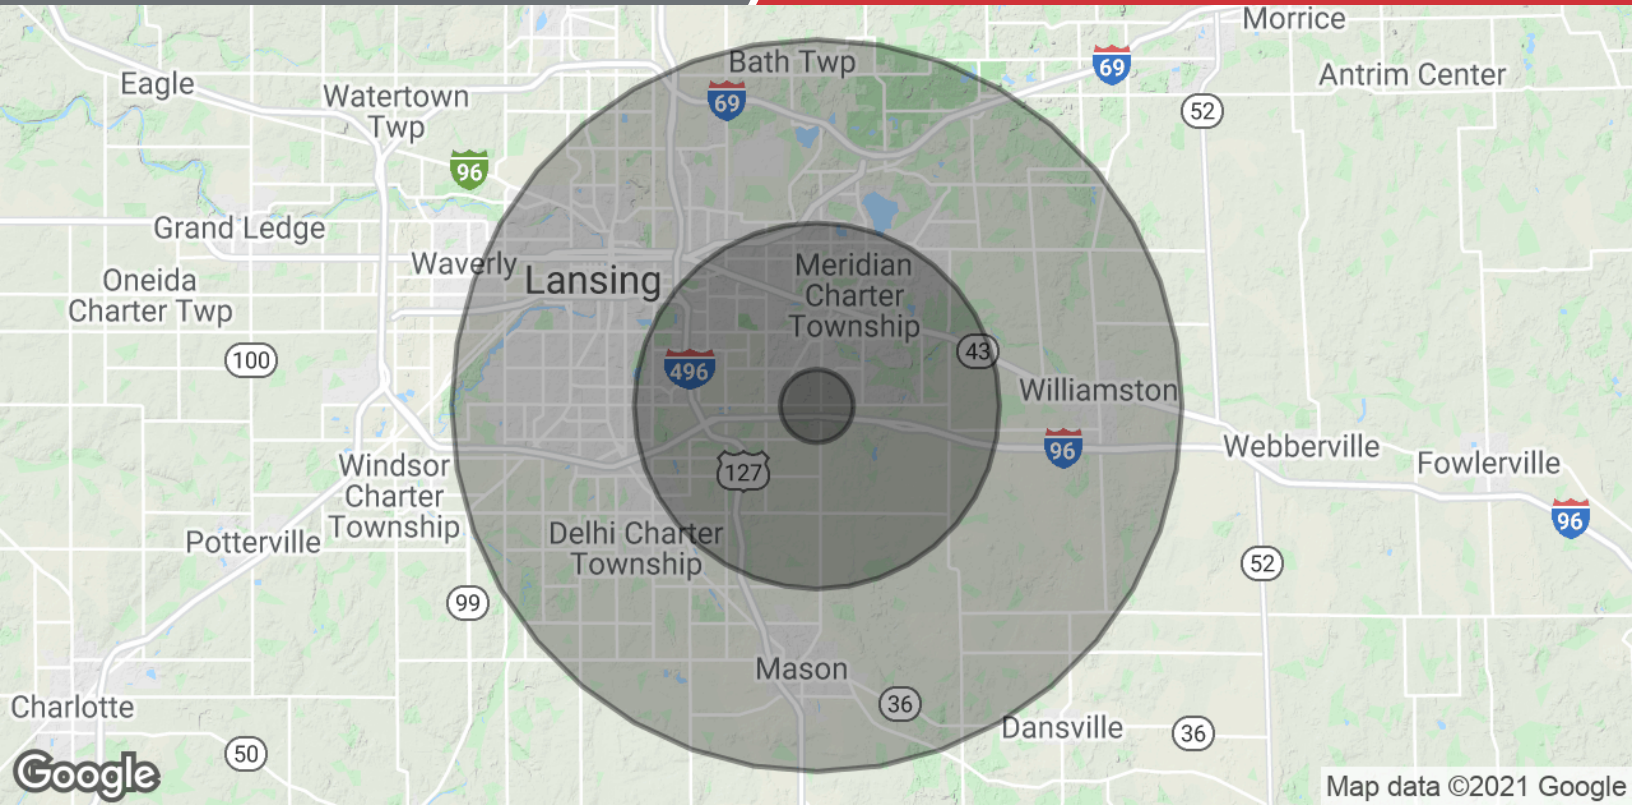 Morrice
Bath Twp
69
Antrim Center
Eagle
Watertown
Twp
69
52
96
Grand Ledge
Waverly
Lansing
Meridian
Charter
Township
Oneida
Charter Twp
100
496
43
Williamston
96
Webberville
Fowlerville
127
Windsor
Charter
Township
96
Potterville
Delhi Charter
Township
52
99
Mason
36
Charlotte
Dansville
36
50
Google
Map data ©2021 Google